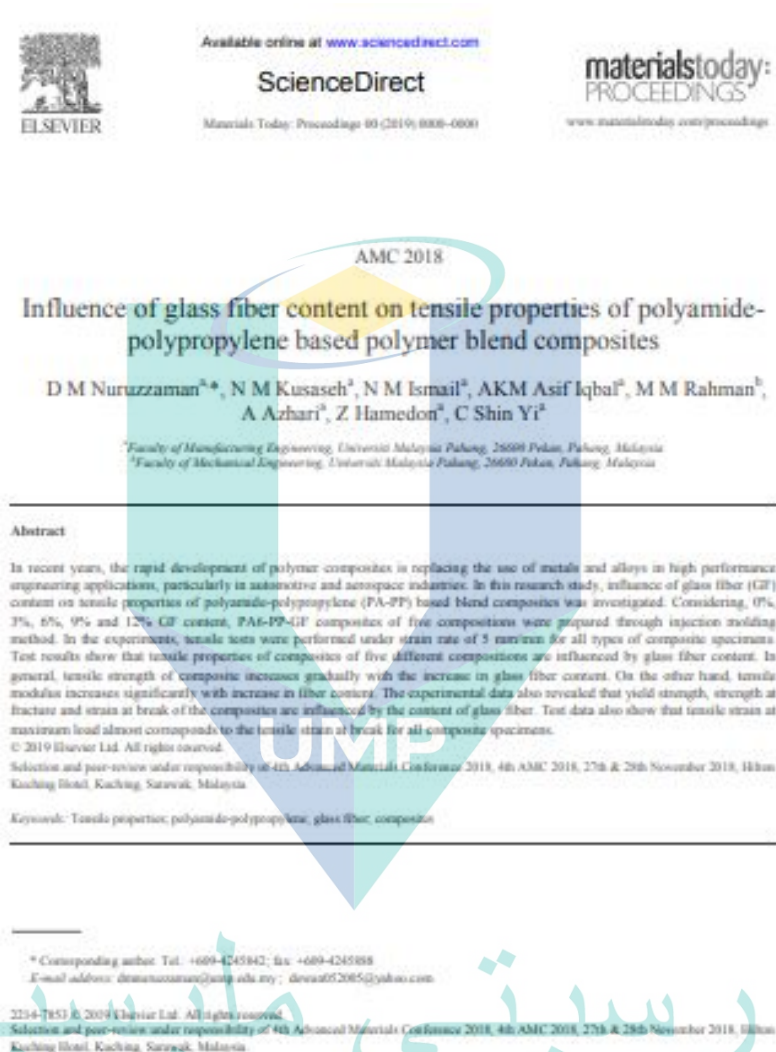 ELSEVIER
Available online at www.sciencedirect.com
ScienceDirect
Materials Today: Proceedings 00 (2019) 0000–0000
materialstoday:
PROCEEDINGS
www.materialstoday.com/proceedings
AMC 2018
Influence of glass fiber content on tensile properties of polyamide-
polypropylene based polymer blend composites
D M Nuruzzamanᵃ,*, N M Kusasehᵃ, N M Ismailᵃ, AKM Asif Iqbalᵃ, M M Rahmanᵇ,
A Azhariᵃ, Z Hamedonᵃ, C Shin Yiᵃ
Faculty of Manufacturing Engineering, Universiti Malaysia Pahang, 26600 Pekan, Pahang, Malaysia
Faculty of Mechanical Engineering, Universiti Malaysia Pahang, 26600 Pekan, Pahang, Malaysia
Abstract
In recent years, the rapid development of polymer composites is replacing the use of metals and alloys in high performance
engineering applications, particularly in automotive and aerospace industries. In this research study, influence of glass fiber (GF)
content on tensile properties of polyamide-polypropylene (PA-PP) based blend composites was investigated. Considering, 0%,
3%, 6%, 9% and 12% GF content, PA6-PP-GF composites of five compositions were prepared through injection molding
method. In the experiments, tensile tests were performed under strain rate of 5 mm/min for all types of composite specimens.
Test results show that tensile properties of composites of five different compositions are influenced by glass fiber content. In
general, tensile strength of composite increases gradually with the increase in glass fiber content. On the other hand, tensile
modulus increases significantly with increase in fiber content. The experimental data also revealed that yield strength, strength at
fracture and strain at break of the composites are influenced by the content of glass fiber. Test data also show that tensile strain at
maximum load almost corresponds to the tensile strain at break for all composite specimens.
© 2019 Elsevier Ltd. All rights reserved.
Selection and peer-review under responsibility of 4th Advanced Materials Conference 2018, 4th AMC 2018, 27th & 28th November 2018, Hilton
Kuching Hotel, Kuching, Sarawak, Malaysia
UMP
Keywords: Tensile properties; polyamide-polypropylene; glass fiber; composites
* Corresponding author. Tel.: +609-4245842; fax: +609-4245888
E-mail address:
2214-7853 © 2019 Elsevier Ltd. All rights reserved.
Selection and peer-review under responsibility of 4th Advanced Materials Conference 2018, 4th AMC 2018, 27th & 28th November 2018, Hilton
Kuching Hotel, Kuching, Sarawak, Malaysia.